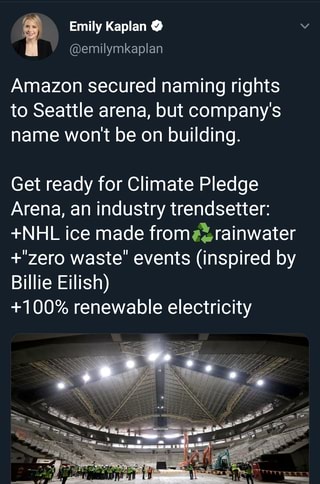 Emily Kaplan
@emilymkaplan
Amazon secured naming rights
to Seattle arena, but company's
name won't be on building.
Get ready for Climate Pledge
Arena, an industry trendsetter:
+NHL ice made from♻rainwater
+"zero waste" events (inspired by
Billie Eilish)
+100% renewable electricity